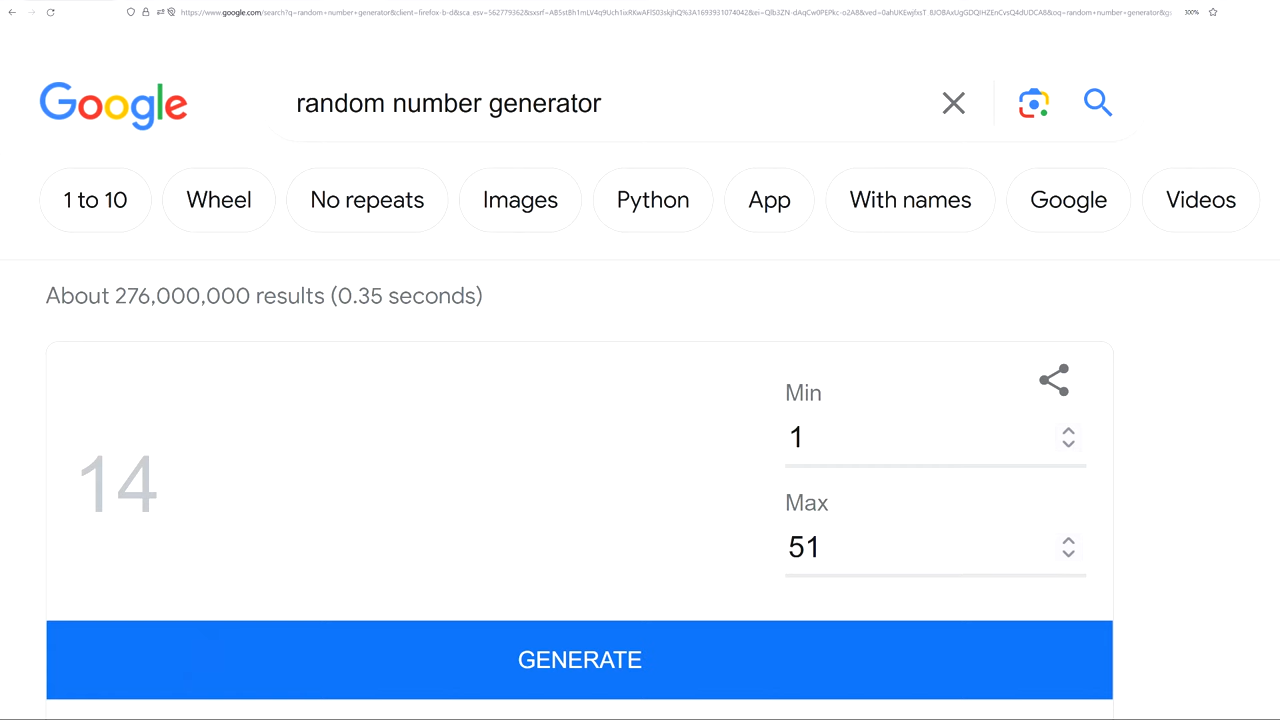 Google
random number generator
1 to 10 Wheel No repeats Images Python App With names Google Videos
About 276,000,000 results (0.35 seconds)
Min
1
14
Max
51
GENERATE